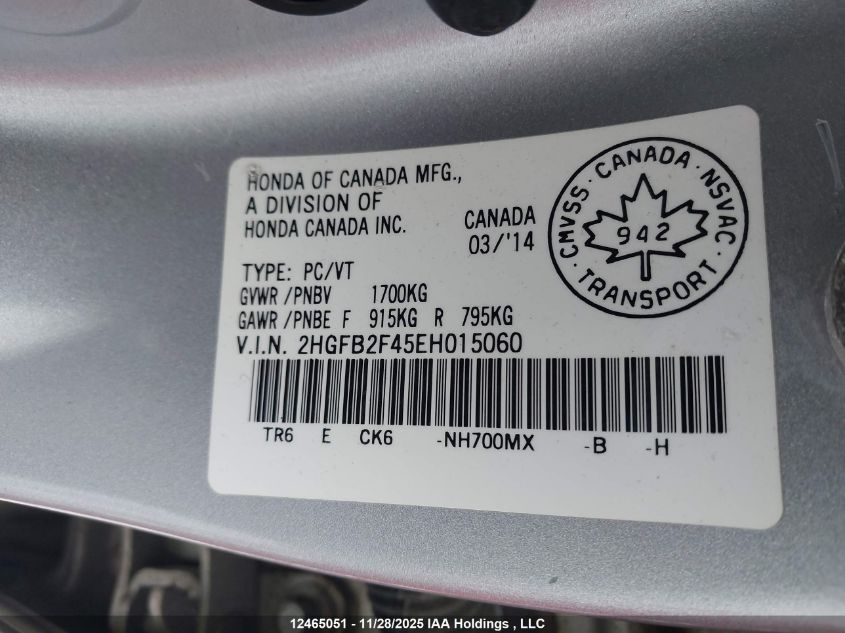 HONDA OF CANADA MFG.,
A DIVISION OF
HONDA CANADA INC.
CANADA
03/'14
CMVSS · CANADA · NSVAC · TRANSPORT ·
942
TYPE: PC/VT
GVWR /PNBV 1700KG
GAWR /PNBE F 915KG R 795KG
V.I.N. 2HGFB2F45EH015060
TR6 E CK6 -NH700MX -B -H
12465051 - 11/28/2025 IAA Holdings , LLC